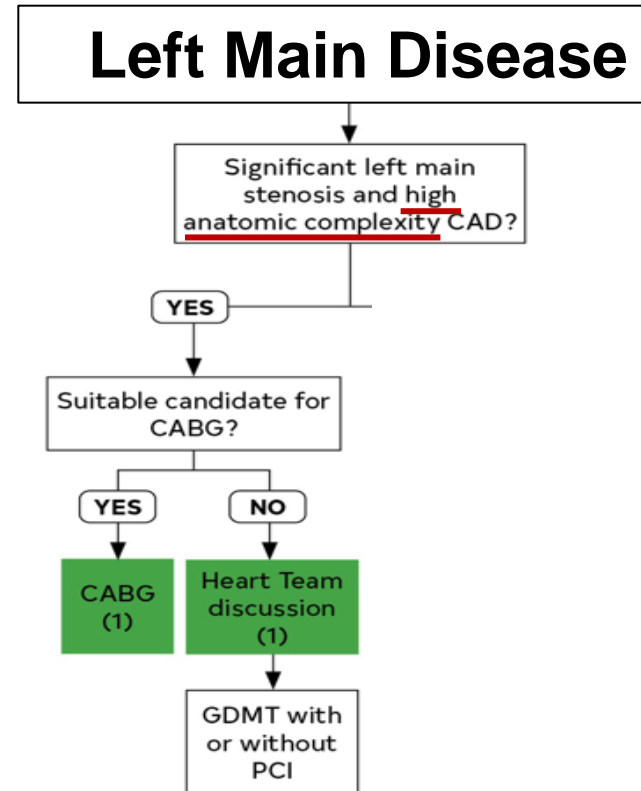 Left Main Disease
Significant left main
stenosis and high
anatomic complexity CAD?
YES
Suitable candidate for
CABG?
YES
NO
CABG
(1)
Heart Team
discussion
(1)
GDMT with
or without
PCI